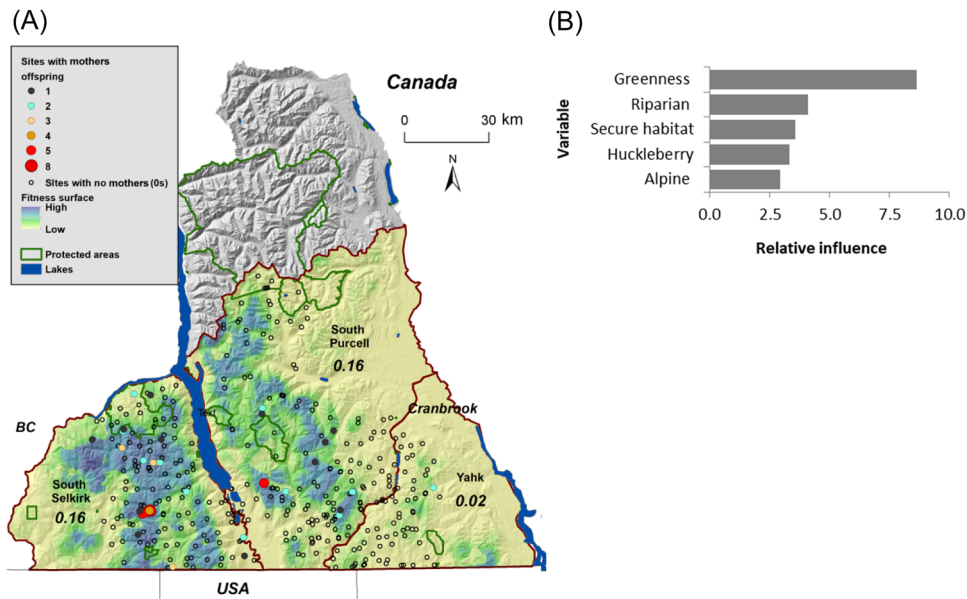 (A)
(B)
Sites with mothers
offspring
1
2
3
4
5
8
Sites with no mothers (0s)
Fitness surface
High
Low
Protected areas
Lakes
Canada
0 30 km
N
South
Purcell
0.16
Cranbrook
Text
BC
South
Selkirk
0.16
Yahk
0.02
USA
Variable
Greenness
Riparian
Secure habitat
Huckleberry
Alpine
0.0 2.5 5.0 7.5 10.0
Relative influence